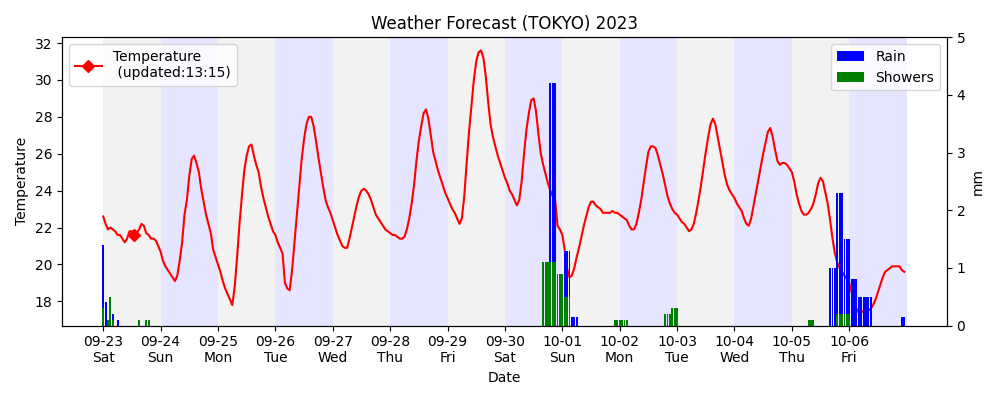 Weather Forecast (TOKYO) 2023
Temperature
(updated:13:15)
Rain
Showers
Temperature
32
30
28
26
24
22
20
18
5
4
3
2
1
0
mm
09-23 09-24 09-25 09-26 09-27 09-28 09-29 09-30 10-01 10-02 10-03 10-04 10-05 10-06
Sat Sun Mon Tue Wed Thu Fri Sat Sun Mon Tue Wed Thu Fri
Date